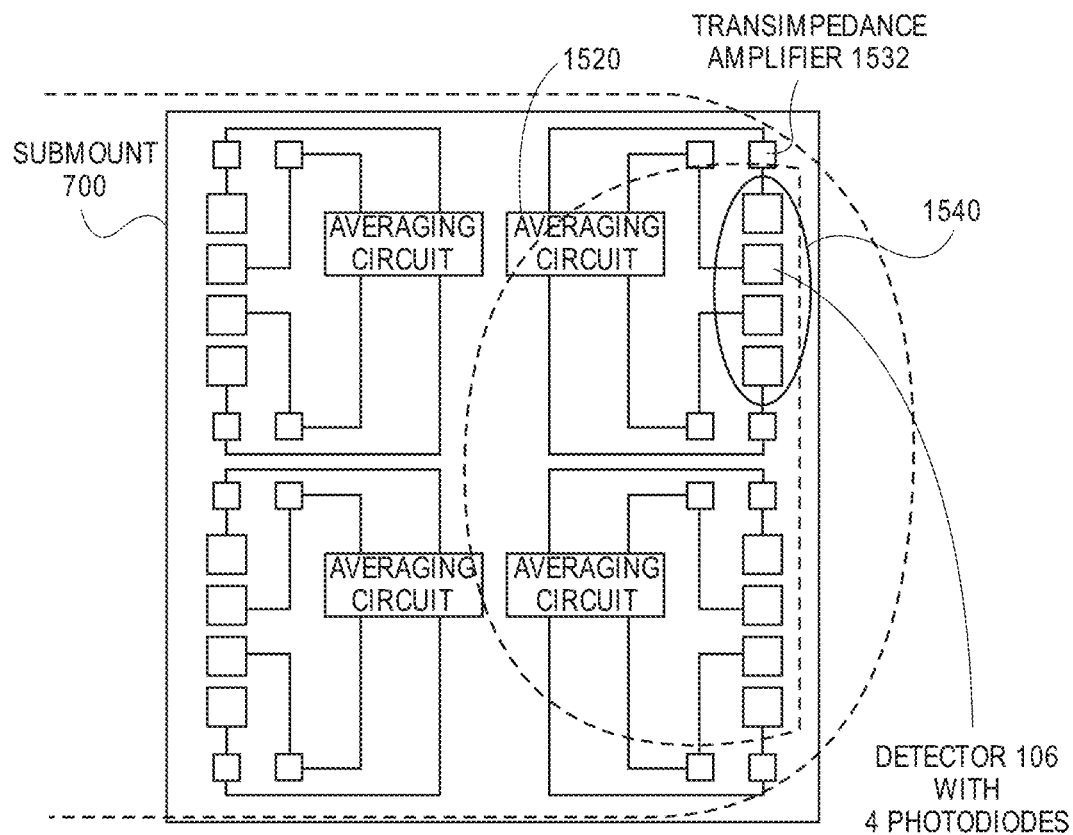 TRANSIMPEDANCE
AMPLIFIER 1532
1520
SUBMOUNT
700
1540
AVERAGING
CIRCUIT
AVERAGING
CIRCUIT
AVERAGING
CIRCUIT
AVERAGING
CIRCUIT
DETECTOR 106
WITH
4 PHOTODIODES